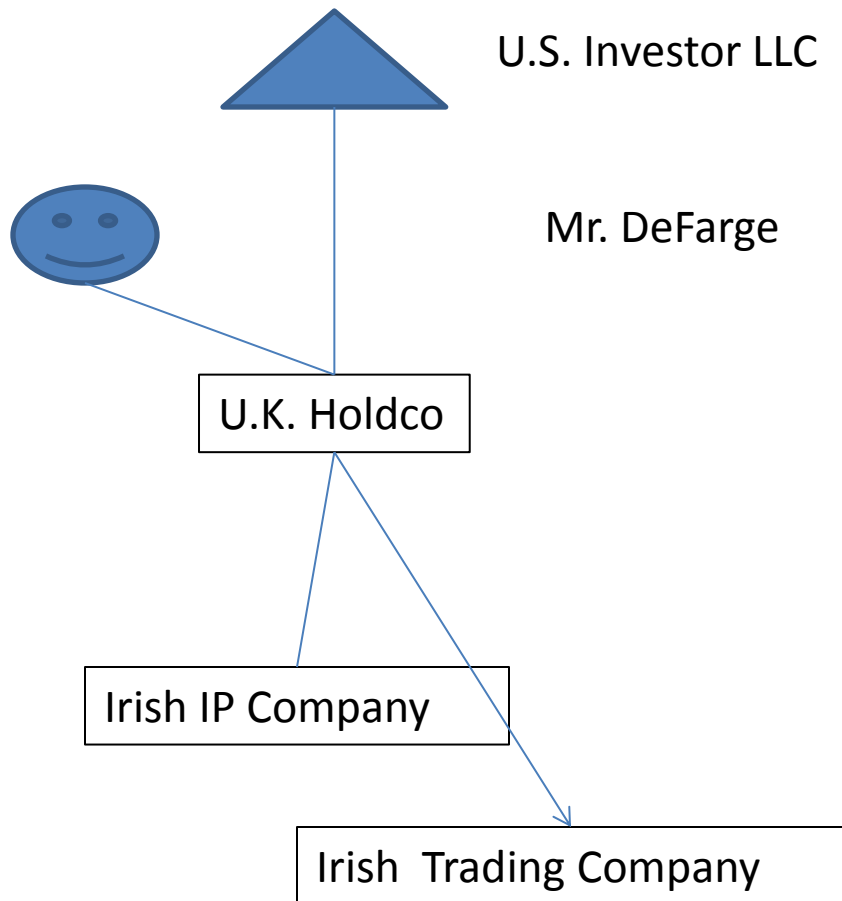 U.S. Investor LLC
Mr. DeFarge
U.K. Holdco
Irish IP Company
Irish  Trading Company